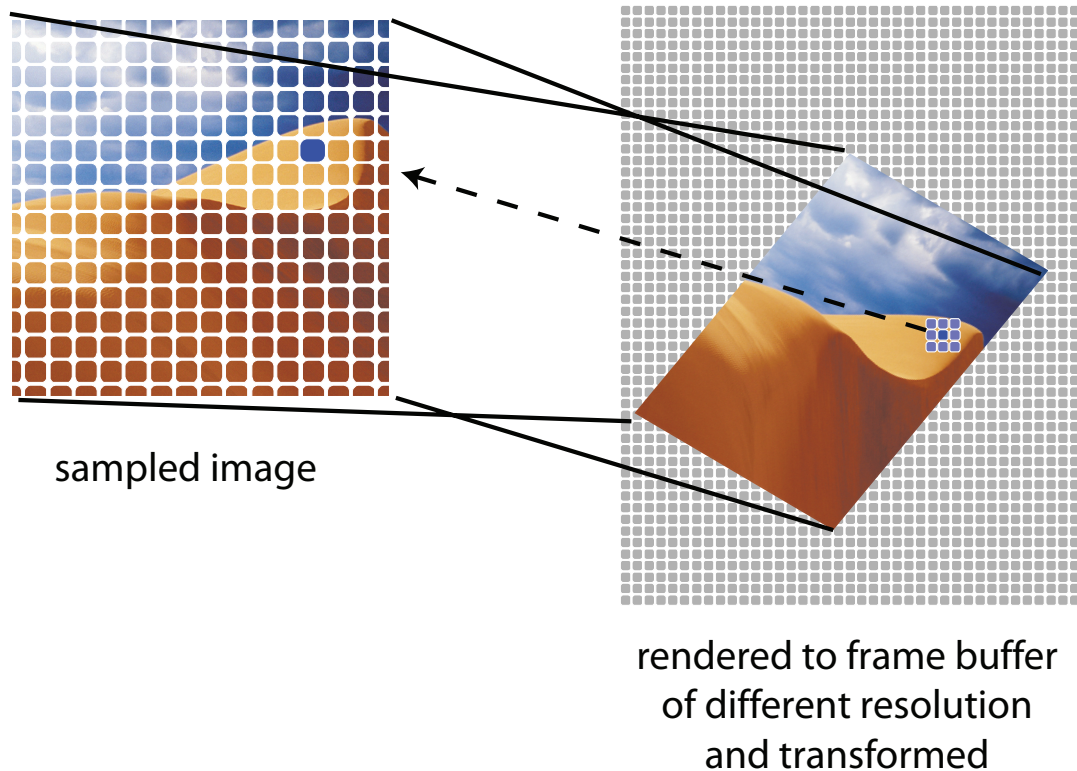 sampled image
rendered to frame buffer
of different resolution
and transformed